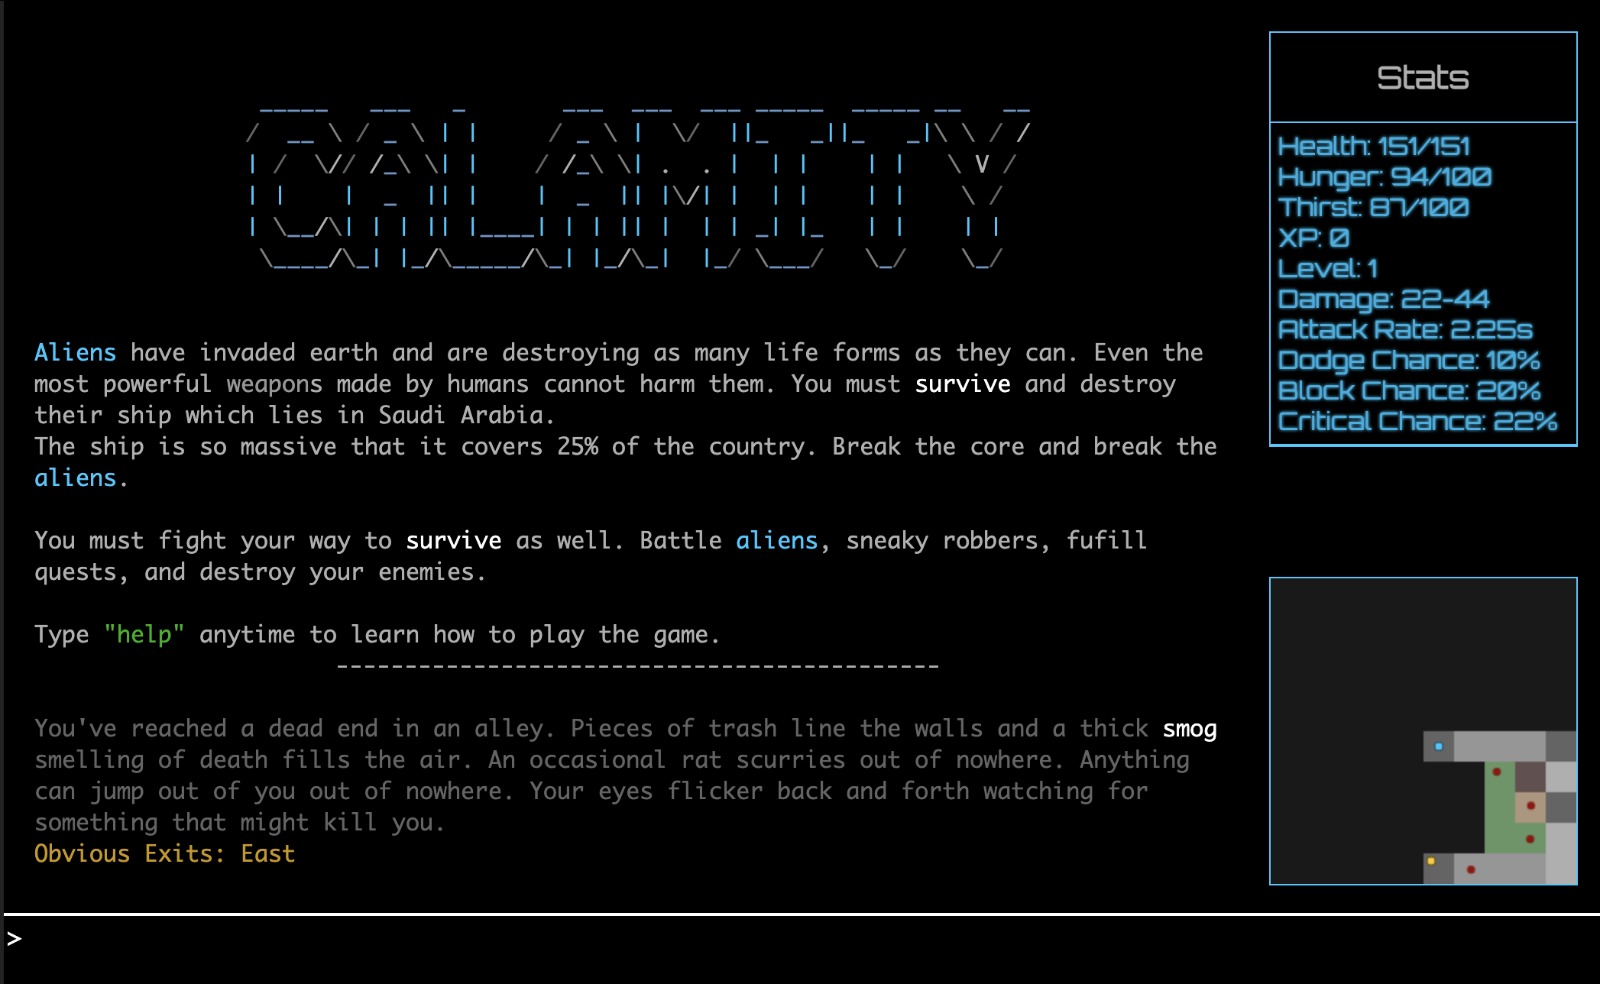 CALAMITY
Stats
Health: 151/151
Hunger: 94/100
Thirst: 87/100
XP: 0
Level: 1
Damage: 22-44
Attack Rate: 2.25s
Dodge Chance: 10%
Block Chance: 20%
Critical Chance: 22%
Aliens have invaded earth and are destroying as many life forms as they can. Even the
most powerful weapons made by humans cannot harm them. You must survive and destroy
their ship which lies in Saudi Arabia.
The ship is so massive that it covers 25% of the country. Break the core and break the
aliens.
You must fight your way to survive as well. Battle aliens, sneaky robbers, fufill
quests, and destroy your enemies.
Type "help" anytime to learn how to play the game.
--------------------------------------------
You've reached a dead end in an alley. Pieces of trash line the walls and a thick smog
smelling of death fills the air. An occasional rat scurries out of nowhere. Anything
can jump out of you out of nowhere. Your eyes flicker back and forth watching for
something that might kill you.
Obvious Exits: East
>